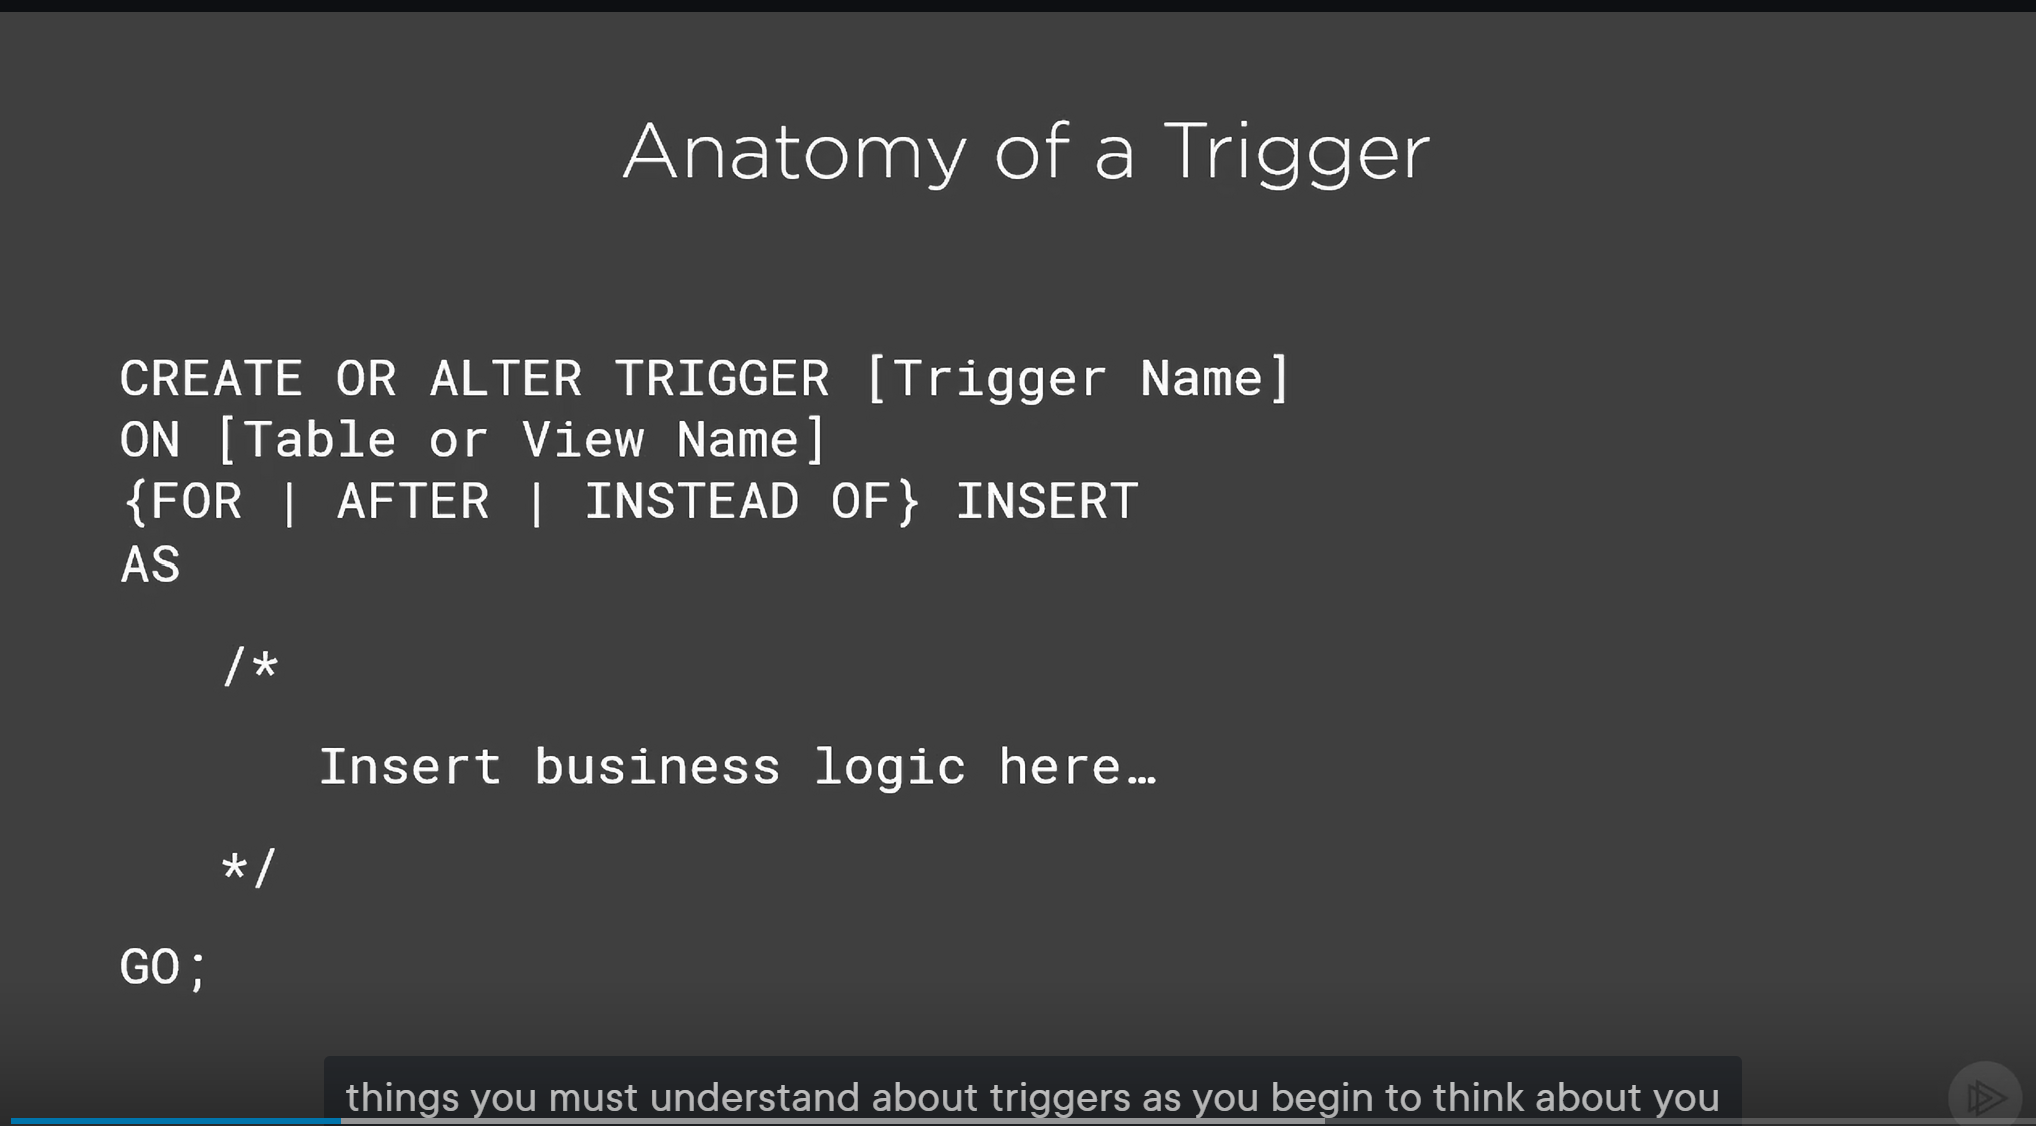 Anatomy of a Trigger
CREATE OR ALTER TRIGGER [Trigger Name]
ON [Table or View Name]
{FOR | AFTER | INSTEAD OF} INSERT
AS
/*
Insert business logic here…
*/
GO;
things you must understand about triggers as you begin to think about you